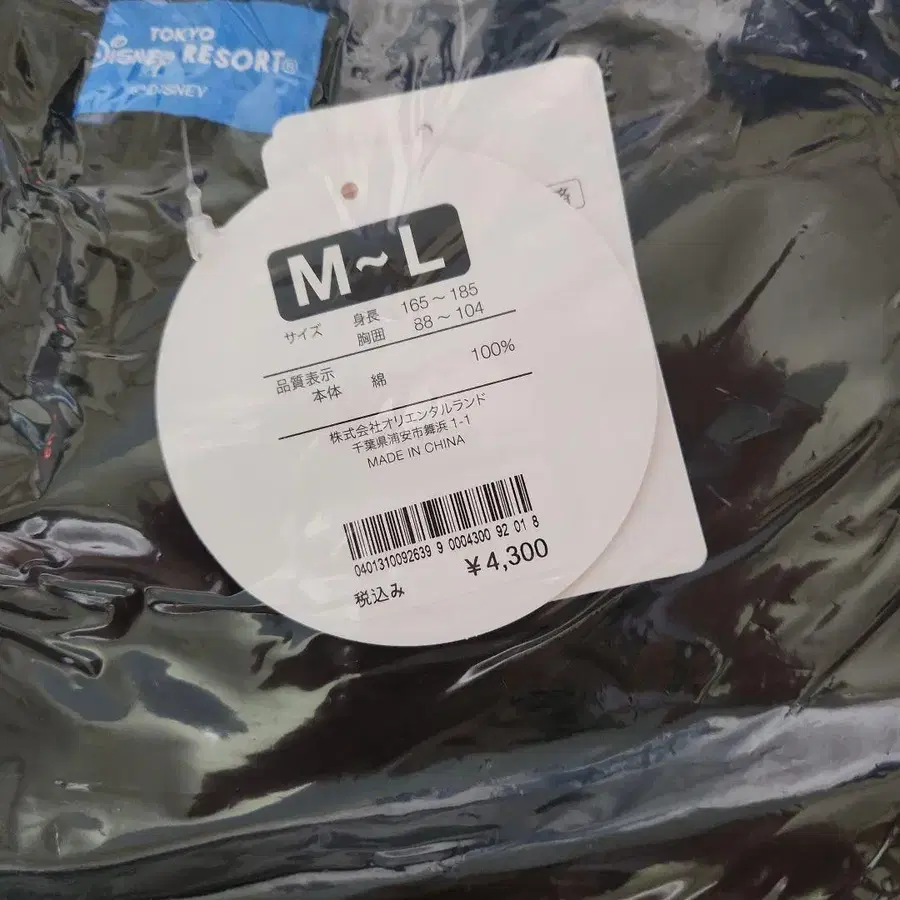 TOKYO
Disney RESORT®
©DISNEY
M~L
サイズ 身長 165~185
胸囲 88~104
品質表示
本体 綿 100%
株式会社オリエンタルランド
千葉県浦安市舞浜1-1
MADE IN CHINA
0401310092639 9 0004300 92 01 8
¥4,300
税込み